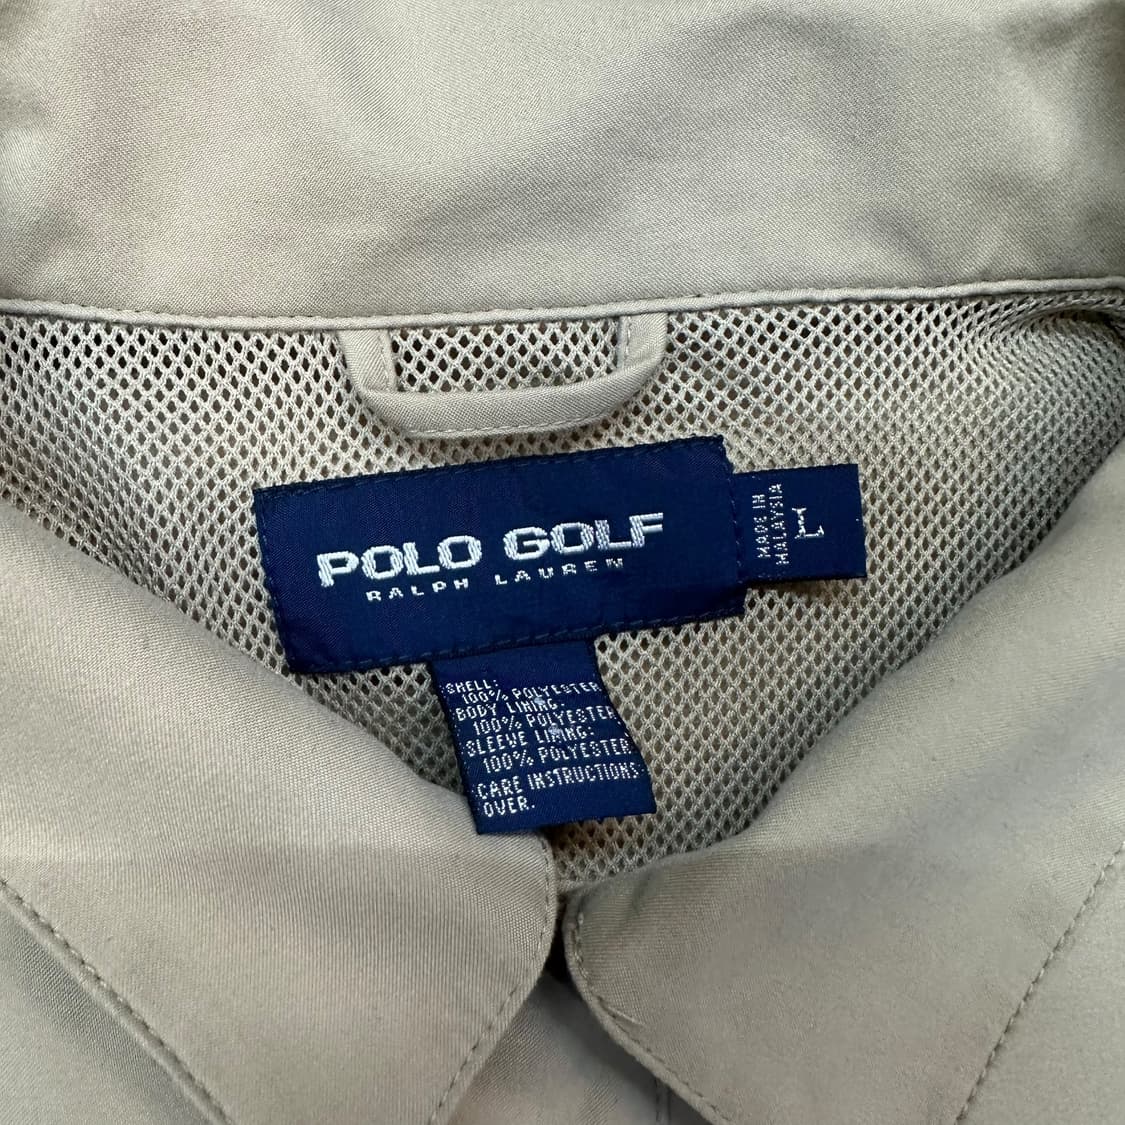 POLO GOLF
RALPH LAUREN
MADE IN
MALAYSIA
L
SHELL:
100% POLYESTER
BODY LINING:
100% POLYESTER
SLEEVE LINING:
100% POLYESTER
CARE INSTRUCTIONS
OVER.